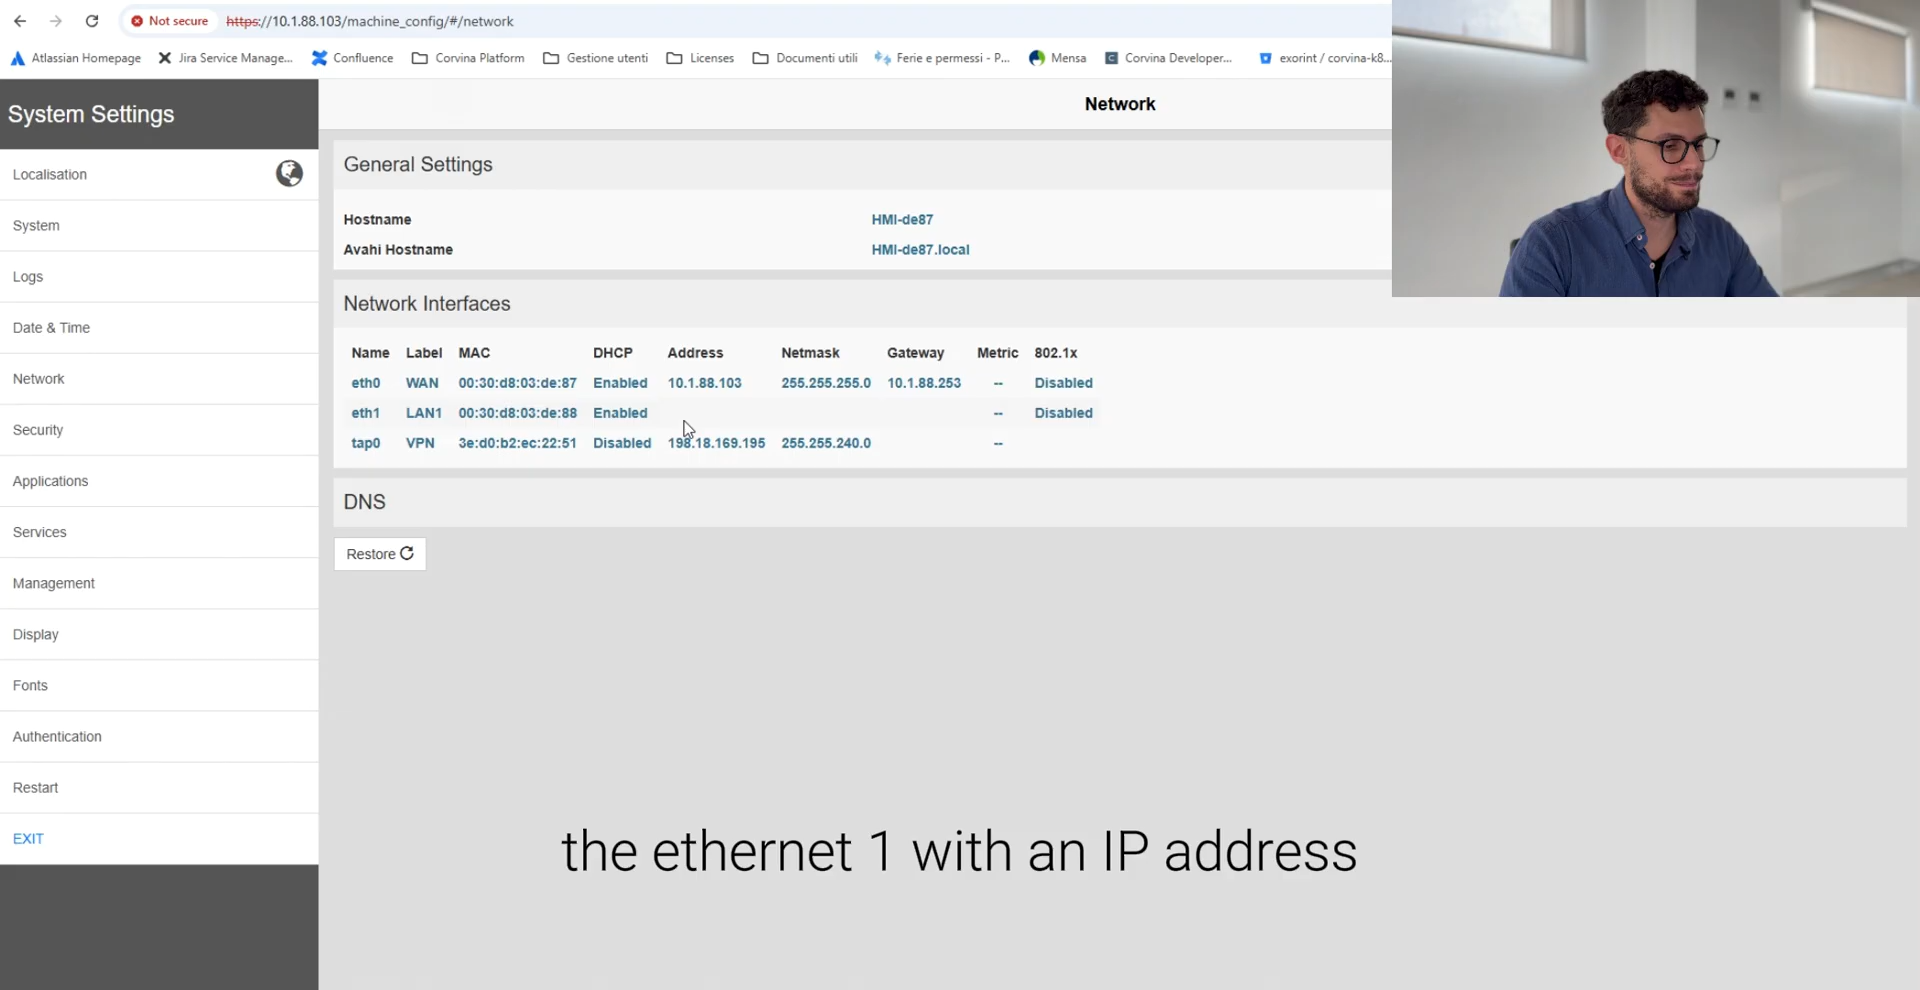 Not secure https://10.1.88.103/machine_config/#/network
Atlassian Homepage Jira Service Manage... Confluence Corvina Platform Gestione utenti Licenses Documenti utili Ferie e permessi - P... Mensa Corvina Developer... exorint / corvina-k8...
System Settings
Network
Localisation
System
Logs
Date & Time
Network
Security
Applications
Services
Management
Display
Fonts
Authentication
Restart
EXIT
General Settings
Hostname HMI-de87
Avahi Hostname HMI-de87.local
Network Interfaces
Name Label MAC DHCP Address Netmask Gateway Metric 802.1x
eth0 WAN 00:30:d8:03:de:87 Enabled 10.1.88.103 255.255.255.0 10.1.88.253 -- Disabled
eth1 LAN1 00:30:d8:03:de:88 Enabled -- Disabled
tap0 VPN 3e:d0:b2:ec:22:51 Disabled 198.18.169.195 255.255.240.0 --
DNS
Restore
the ethernet 1 with an IP address